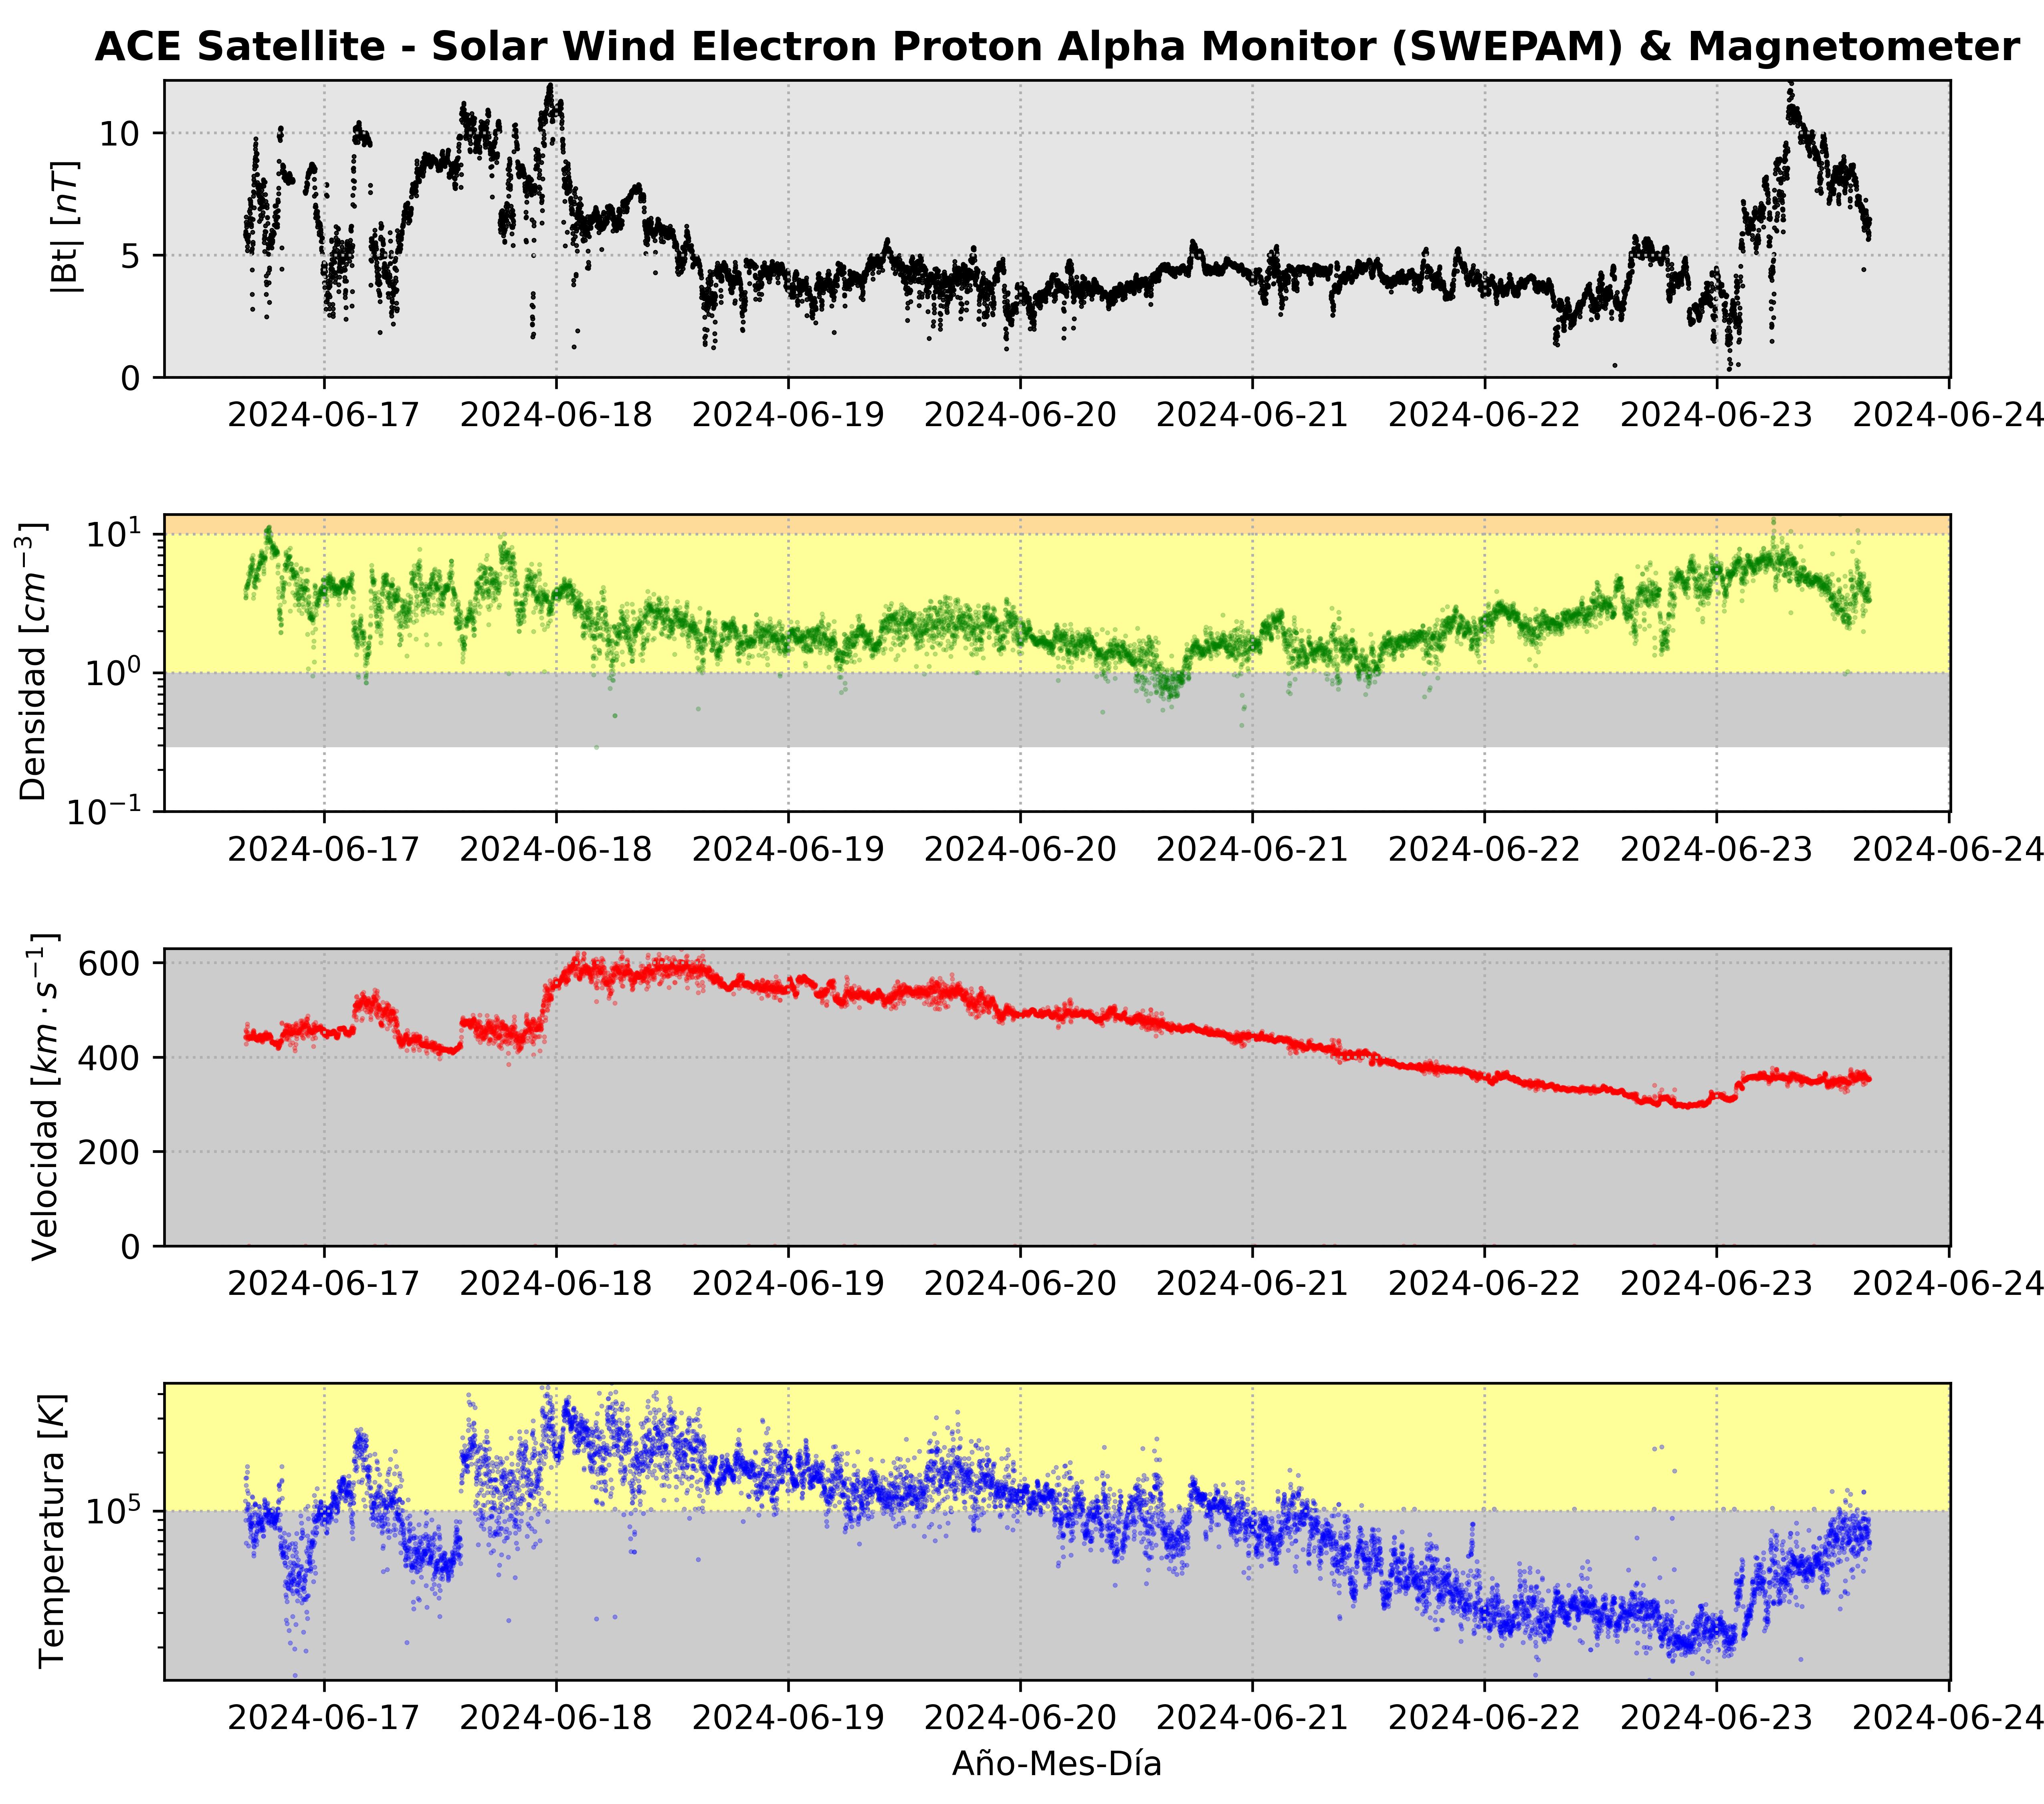 ACE Satellite - Solar Wind Electron Proton Alpha Monitor (SWEPAM) & Magnetometer
|Bt| [nT]
10
5
0
2024-06-17 2024-06-18 2024-06-19 2024-06-20 2024-06-21 2024-06-22 2024-06-23 2024-06-24
Densidad [cm⁻³]
10¹
10⁰
10⁻¹
2024-06-17 2024-06-18 2024-06-19 2024-06-20 2024-06-21 2024-06-22 2024-06-23 2024-06-24
Velocidad [km · s⁻¹]
600
400
200
0
2024-06-17 2024-06-18 2024-06-19 2024-06-20 2024-06-21 2024-06-22 2024-06-23 2024-06-24
Temperatura [K]
10⁵
2024-06-17 2024-06-18 2024-06-19 2024-06-20 2024-06-21 2024-06-22 2024-06-23 2024-06-24
Año-Mes-Día